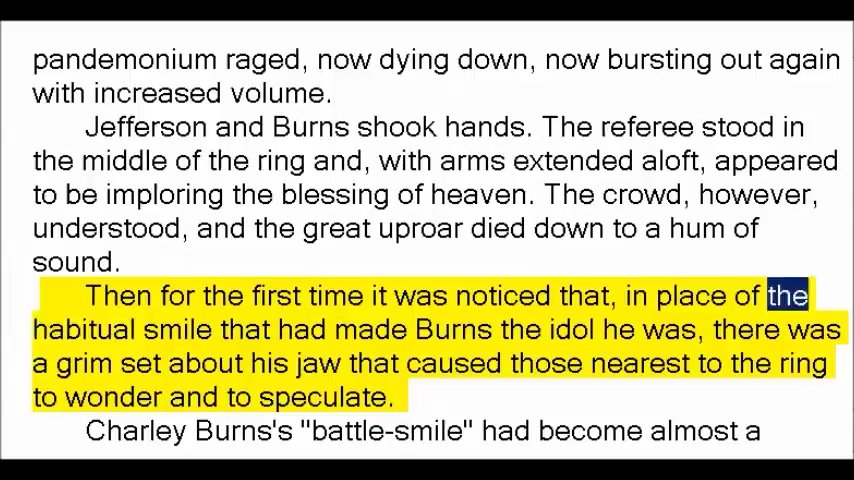 pandemonium raged, now dying down, now bursting out again
with increased volume.
Jefferson and Burns shook hands. The referee stood in
the middle of the ring and, with arms extended aloft, appeared
to be imploring the blessing of heaven. The crowd, however,
understood, and the great uproar died down to a hum of
sound.
Then for the first time it was noticed that, in place of the
habitual smile that had made Burns the idol he was, there was
a grim set about his jaw that caused those nearest to the ring
to wonder and to speculate.
Charley Burns's "battle-smile" had become almost a